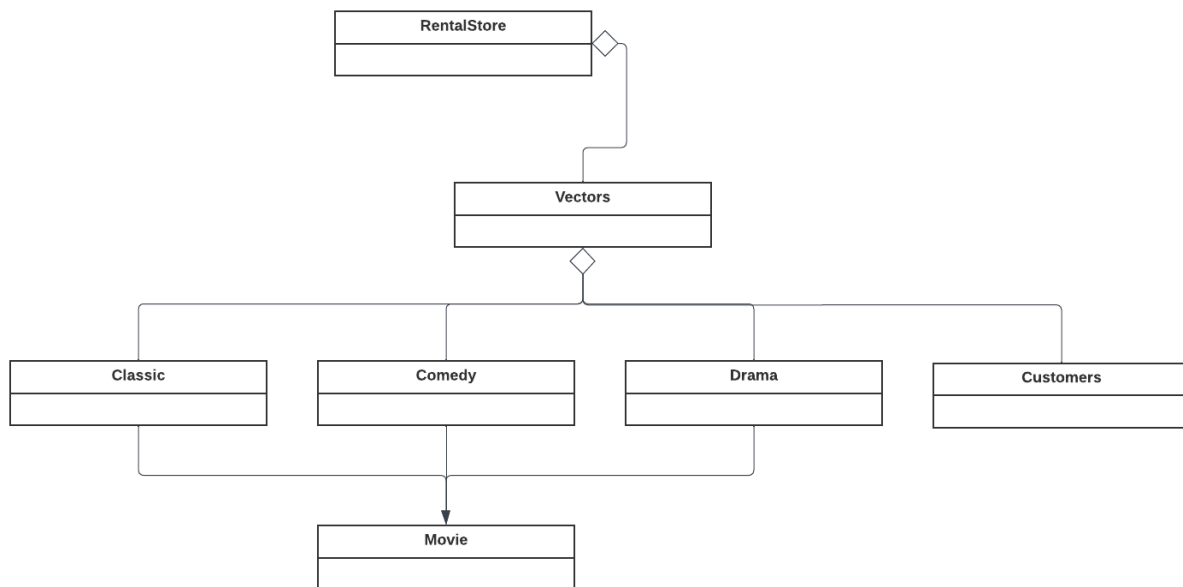 RentalStore
Vectors
Classic
Comedy
Drama
Customers
Movie